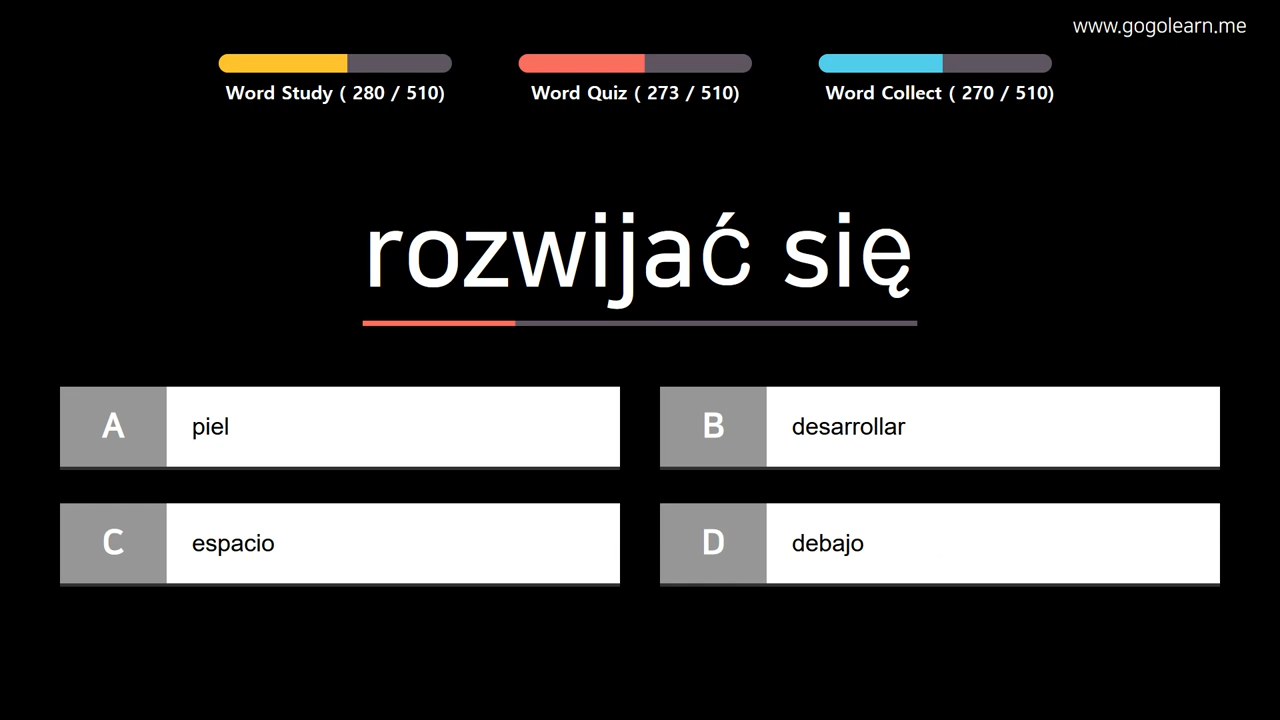 www.gogolearn.me
Word Study ( 280 / 510)
Word Quiz ( 273 / 510)
Word Collect ( 270 / 510)
rozwijać się
A
piel
B
desarrollar
C
espacio
D
debajo